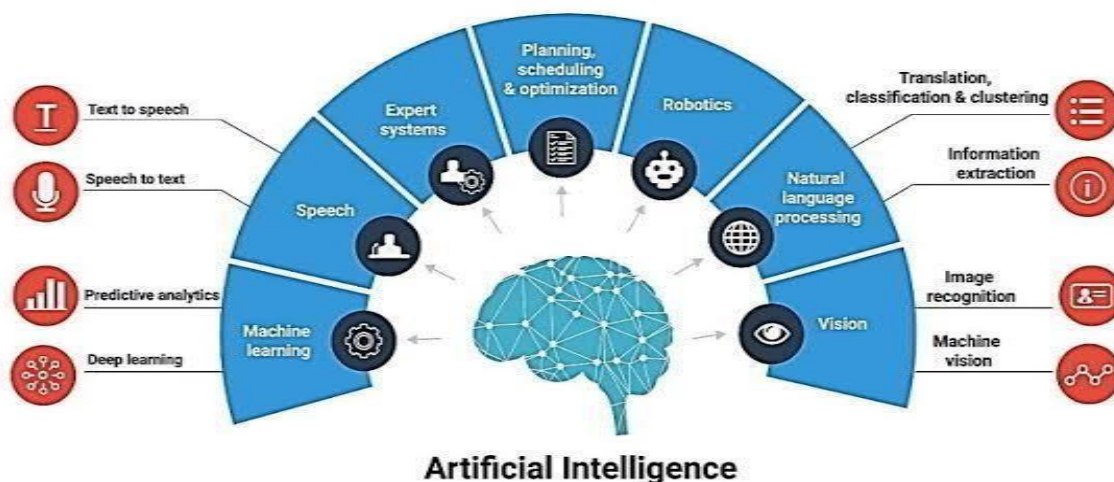 Text to speech
Speech to text
Predictive analytics
Deep learning
Machine
learning
Speech
Expert
systems
Planning,
scheduling
& optimization
Robotics
Natural
language
processing
Vision
Translation,
classification & clustering
Information
extraction
Image
recognition
Machine
vision
T
i
Artificial Intelligence